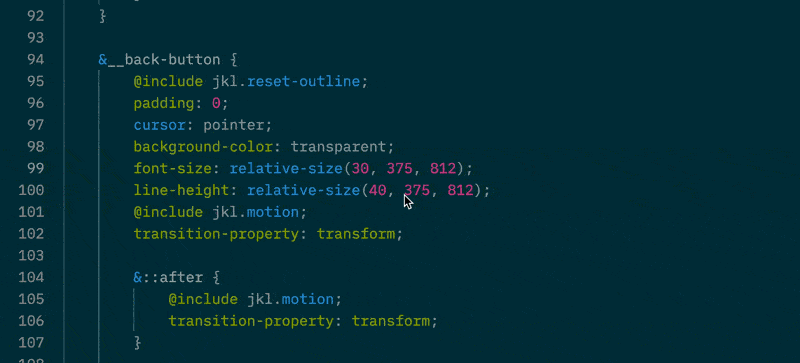 92 }
93
94 &__back-button {
95 @include jkl.reset-outline;
96 padding: 0;
97 cursor: pointer;
98 background-color: transparent;
99 font-size: relative-size(30, 375, 812);
100 line-height: relative-size(40, 375, 812);
101 @include jkl.motion;
102 transition-property: transform;
103
104 &::after {
105 @include jkl.motion;
106 transition-property: transform;
107 }